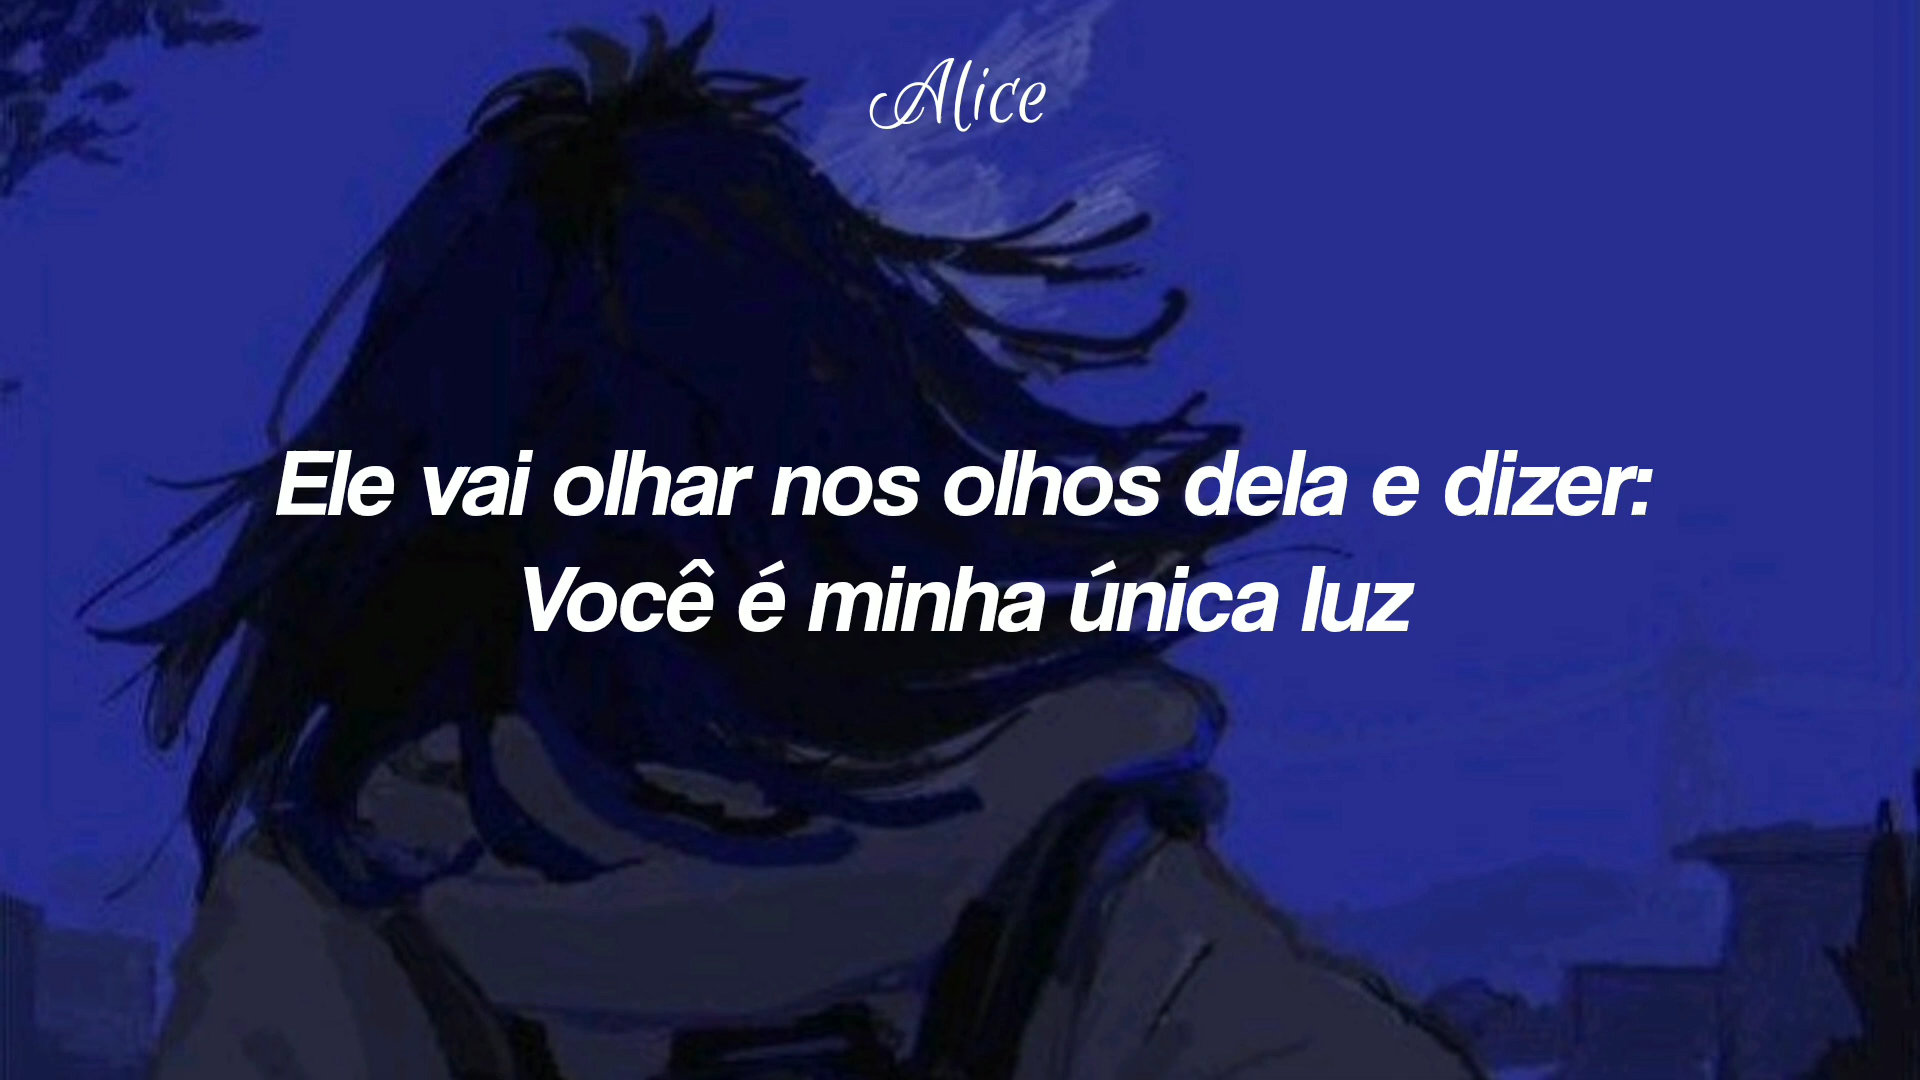 Alice
Ele vai olhar nos olhos dela e dizer:
Você é minha única luz